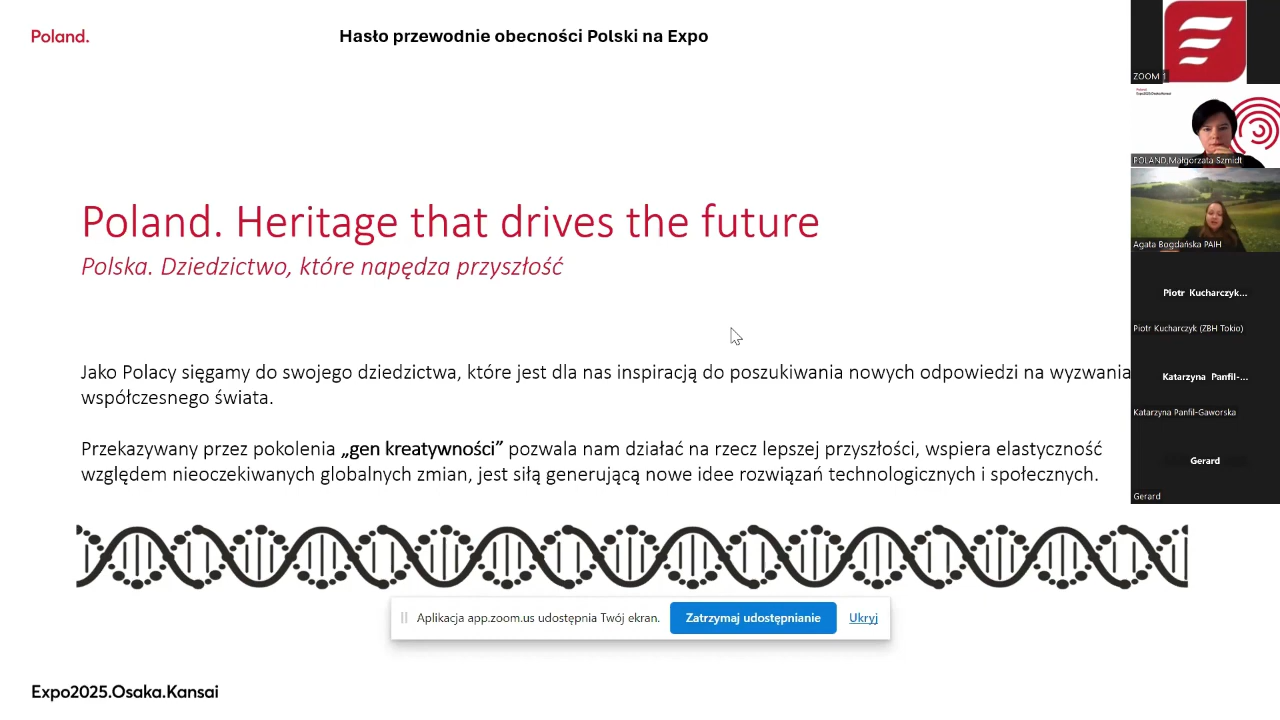 Poland.
Hasło przewodnie obecności Polski na Expo
Poland. Heritage that drives the future
Polska. Dziedzictwo, które napędza przyszłość
Jako Polacy sięgamy do swojego dziedzictwa, które jest dla nas inspiracją do poszukiwania nowych odpowiedzi na wyzwania
współczesnego świata.
Przekazywany przez pokolenia „gen kreatywności” pozwala nam działać na rzecz lepszej przyszłości, wspiera elastyczność
względem nieoczekiwanych globalnych zmian, jest siłą generującą nowe idee rozwiązań technologicznych i społecznych.
Aplikacja app.zoom.us udostępnia Twój ekran. Zatrzymaj udostępnianie Ukryj
Expo2025.Osaka.Kansai
ZOOM 1
Poland.
Expo2025.Osaka.Kansai
POLAND.Małgorzata Szmidt
Agata Bogdańska PAIH
Piotr Kucharczyk...
Piotr Kucharczyk (ZBH Tokio)
Katarzyna Panfil-...
Katarzyna Panfil-Gaworska
Gerard
Gerard